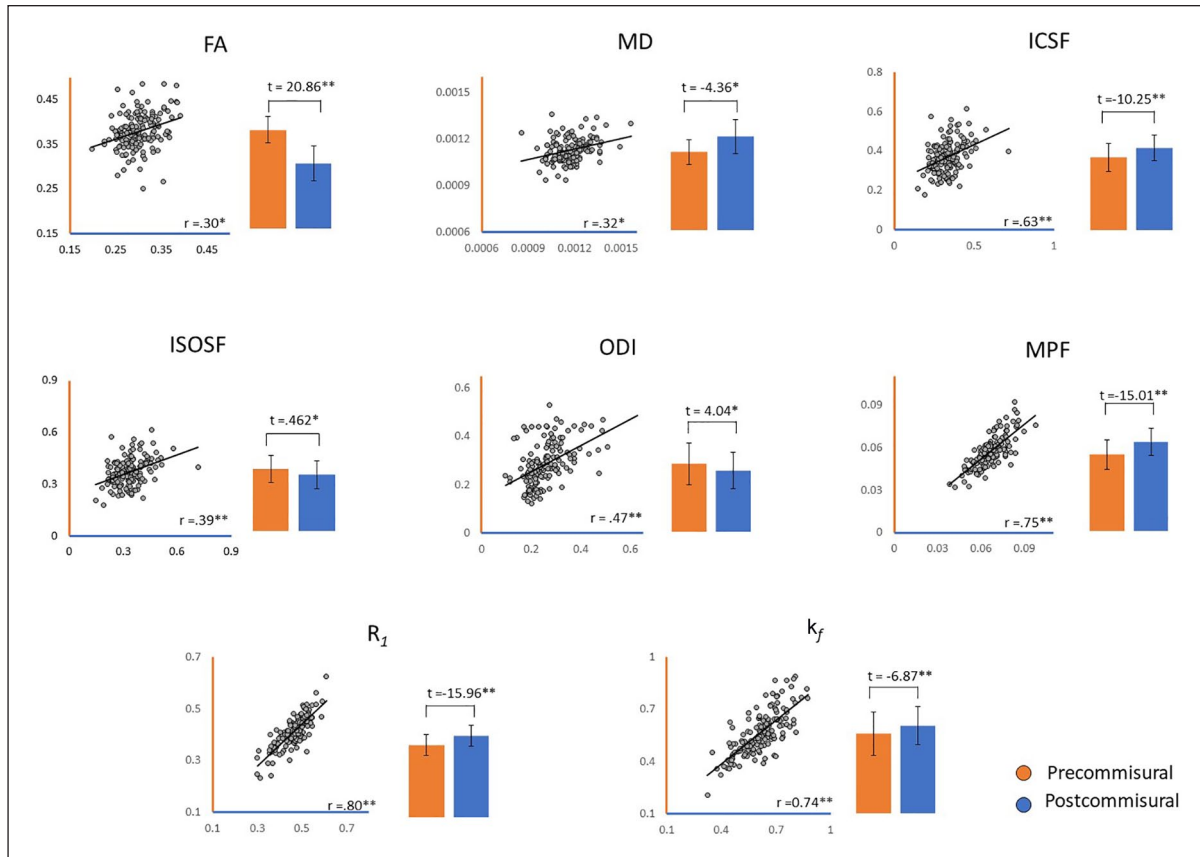 FA
0.45
0.35
0.25
0.15
0.15
0.25
0.35
0.45
r =.30*
t = 20.86**
MD
0.0015
0.0012
0.0009
0.0006
0.0006
0.0009
0.0012
0.0015
r =.32*
t = -4.36*
ICSF
0.8
0.6
0.4
0.2
0
0
0.5
1
r =.63**
t =-10.25**
ISOSF
0.9
0.6
0.3
0
0
0.3
0.6
0.9
r =.39**
t =.462*
ODI
0.6
0.4
0.2
0
0
0.2
0.4
0.6
r = .47**
t = 4.04*
MPF
0.09
0.06
0.03
0
0
0.03
0.06
0.09
r =.75**
t =-15.01**
R1
0.7
0.5
0.3
0.1
0.1
0.3
0.5
0.7
r =.80**
t =-15.96**
kf
1
0.7
0.4
0.1
0.1
0.4
0.7
1
r =0.74**
t = -6.87**
Precommisural
Postcommisural